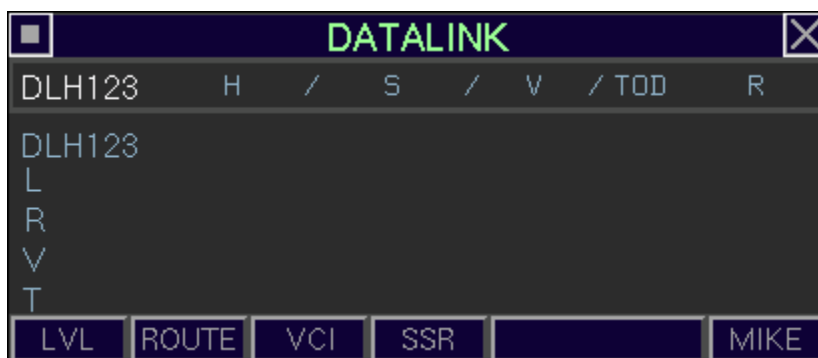 DATALINK
DLH123 H / S / V / TOD R
DLH123
L
R
V
T
LVL ROUTE VCI SSR MIKE